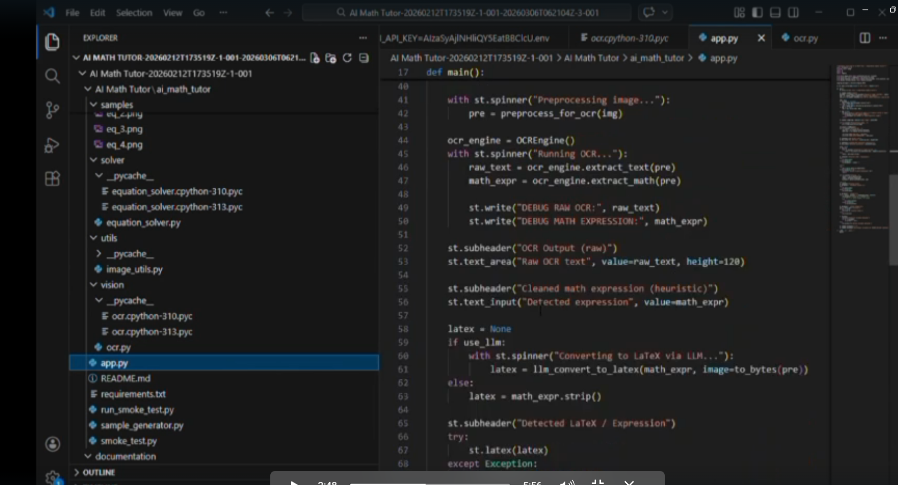 File Edit Selection View Go ··· AI Math Tutor-20260212T173519Z-1-001-20260306T062104Z-3-001
EXPLORER ···
AI MATH TUTOR-20260212T173519Z-1-001-20260306T0621...
AI Math Tutor-20260212T173519Z-1-001
AI Math Tutor \ ai_math_tutor
samples
eq_2.png
eq_3.png
eq_4.png
solver
__pycache__
equation_solver.cpython-310.pyc
equation_solver.cpython-313.pyc
equation_solver.py
utils
__pycache__
image_utils.py
vision
__pycache__
ocr.cpython-310.pyc
ocr.cpython-313.pyc
ocr.py
app.py
README.md
requirements.txt
run_smoke_test.py
sample_generator.py
smoke_test.py
documentation
OUTLINE
ocr.cpython-310.pyc app.py ocr.py
AI Math Tutor-20260212T173519Z-1-001 > AI Math Tutor > ai_math_tutor > app.py
17 def main():
40
41 with st.spinner("Preprocessing image..."):
42 pre = preprocess_for_ocr(img)
43
44 ocr_engine = OCREngine()
45 with st.spinner("Running OCR..."):
46 raw_text = ocr_engine.extract_text(pre)
47 math_expr = ocr_engine.extract_math(pre)
48
49 st.write("DEBUG RAW OCR:", raw_text)
50 st.write("DEBUG MATH EXPRESSION:", math_expr)
51
52 st.subheader("OCR Output (raw)")
53 st.text_area("Raw OCR text", value=raw_text, height=120)
54
55 st.subheader("Cleaned math expression (heuristic)")
56 st.text_input("Detected expression", value=math_expr)
57
58 latex = None
59 if use_llm:
60 with st.spinner("Converting to LaTeX via LLM..."):
61 latex = llm_convert_to_latex(math_expr, image=to_bytes(pre))
62 else:
63 latex = math_expr.strip()
64
65 st.subheader("Detected LaTeX / Expression")
66 try:
67 st.latex(latex)
68 except Exception: